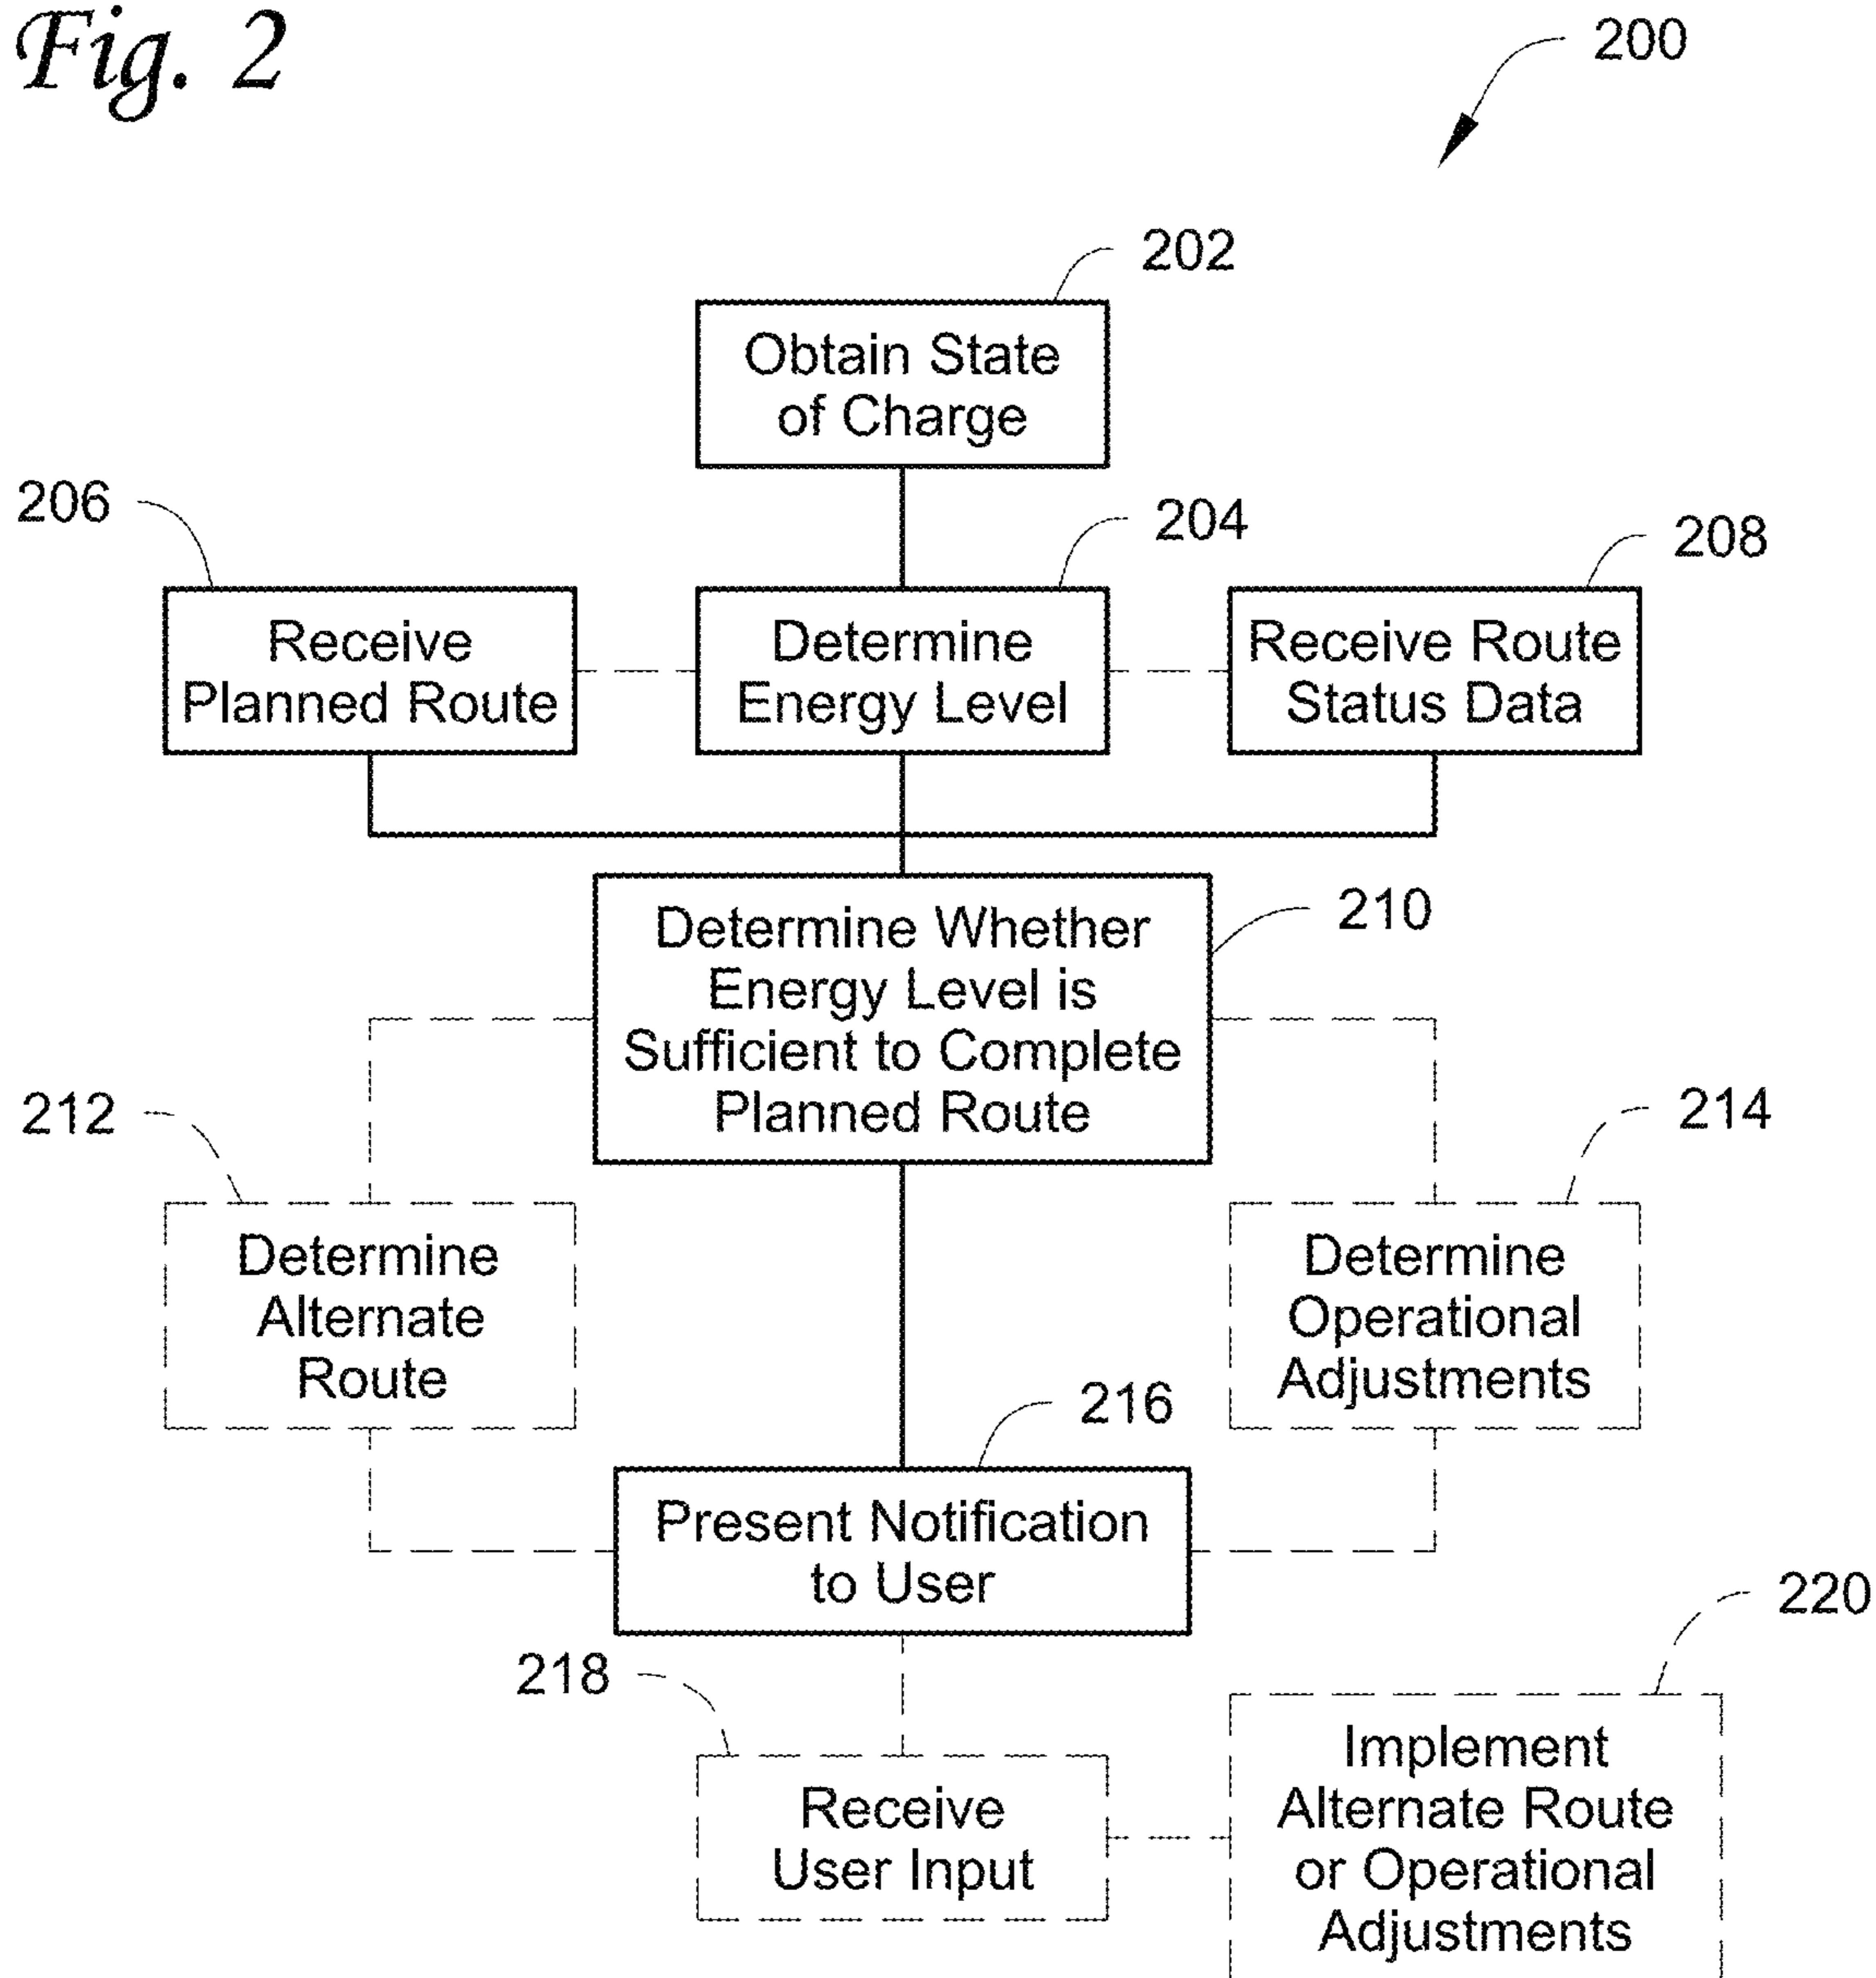 Fig. 2
200
202
Obtain State
of Charge
206
204
208
Receive
Planned Route
Determine
Energy Level
Receive Route
Status Data
210
Determine Whether
Energy Level is
Sufficient to Complete
Planned Route
212
214
Determine
Alternate
Route
Determine
Operational
Adjustments
216
Present Notification
to User
220
218
Receive
User Input
Implement
Alternate Route
or Operational
Adjustments